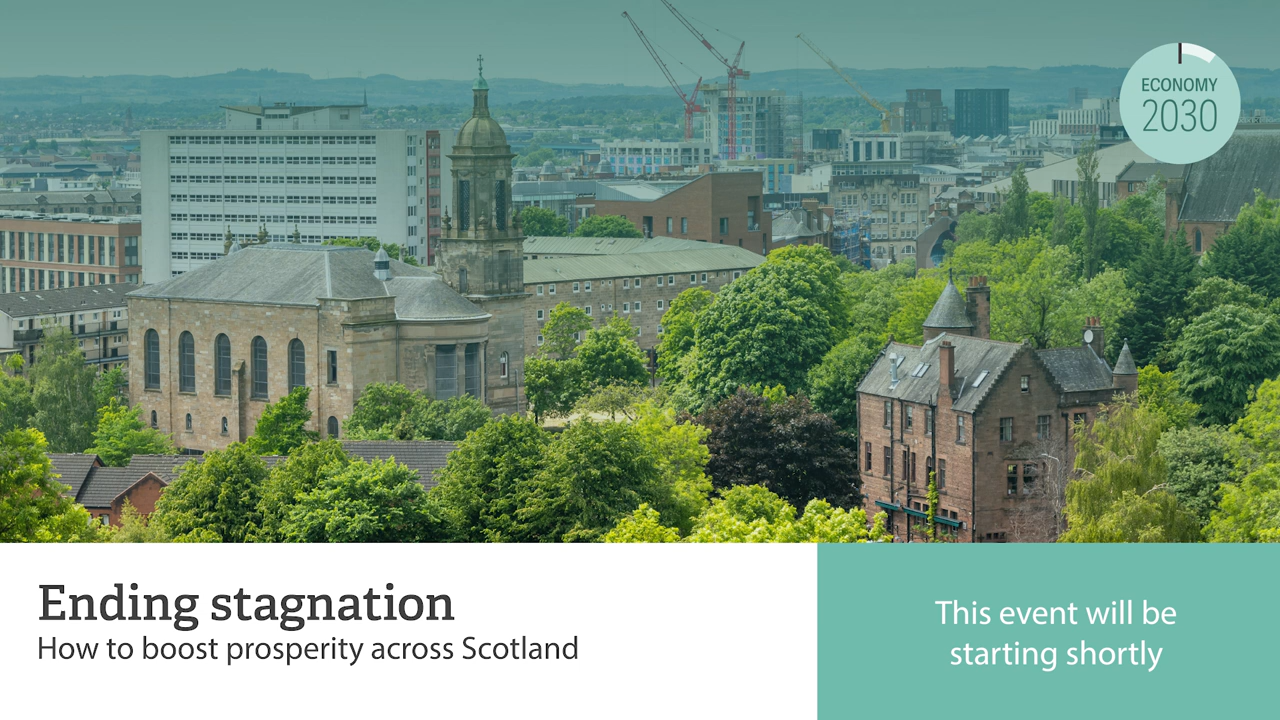 ECONOMY
2030
Ending stagnation
How to boost prosperity across Scotland
This event will be
starting shortly